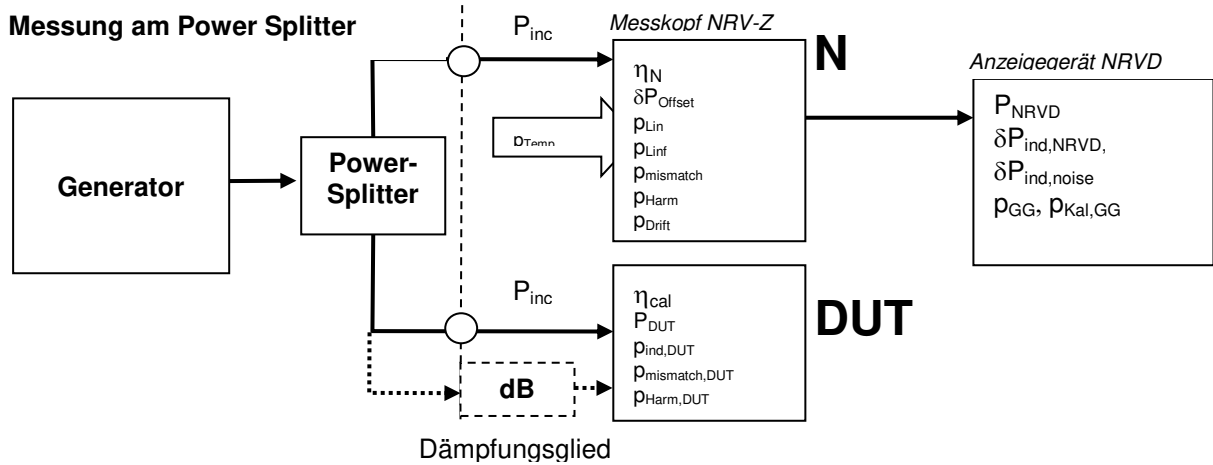 Messung am Power Splitter
Generator
Power-
Splitter
P_inc
Messkopf NRV-Z
N
η_N
δP_Offset
p_Temp
p_Lin
p_Linf
p_mismatch
p_Harm
p_Drift
Anzeigegerät NRVD
P_NRVD
δP_ind,NRVD,
δP_ind,noise
p_GG, p_Kal,GG
P_inc
DUT
η_cal
P_DUT
p_ind,DUT
p_mismatch,DUT
p_Harm,DUT
dB
Dämpfungsglied